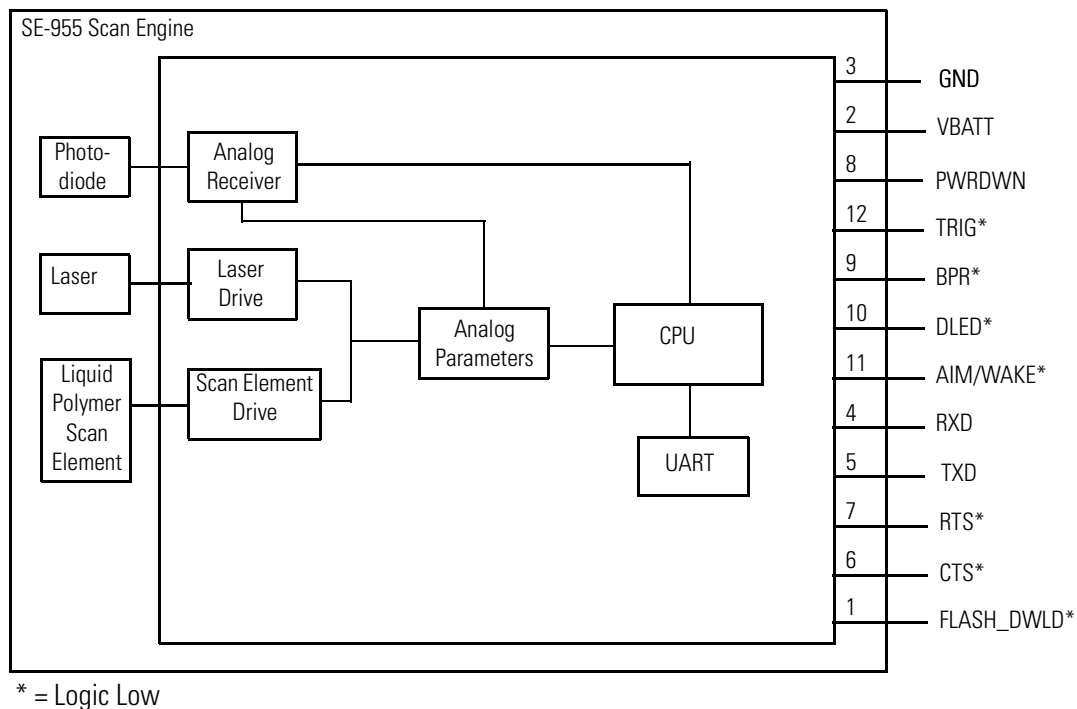 SE-955 Scan Engine
Photo-
diode
Analog
Receiver
Laser
Laser
Drive
Liquid
Polymer
Scan
Element
Scan Element
Drive
Analog
Parameters
CPU
UART
3 GND
2 VBATT
8 PWRDWN
12 TRIG*
9 BPR*
10 DLED*
11 AIM/WAKE*
4 RXD
5 TXD
7 RTS*
6 CTS*
1 FLASH_DWLD*
* = Logic Low